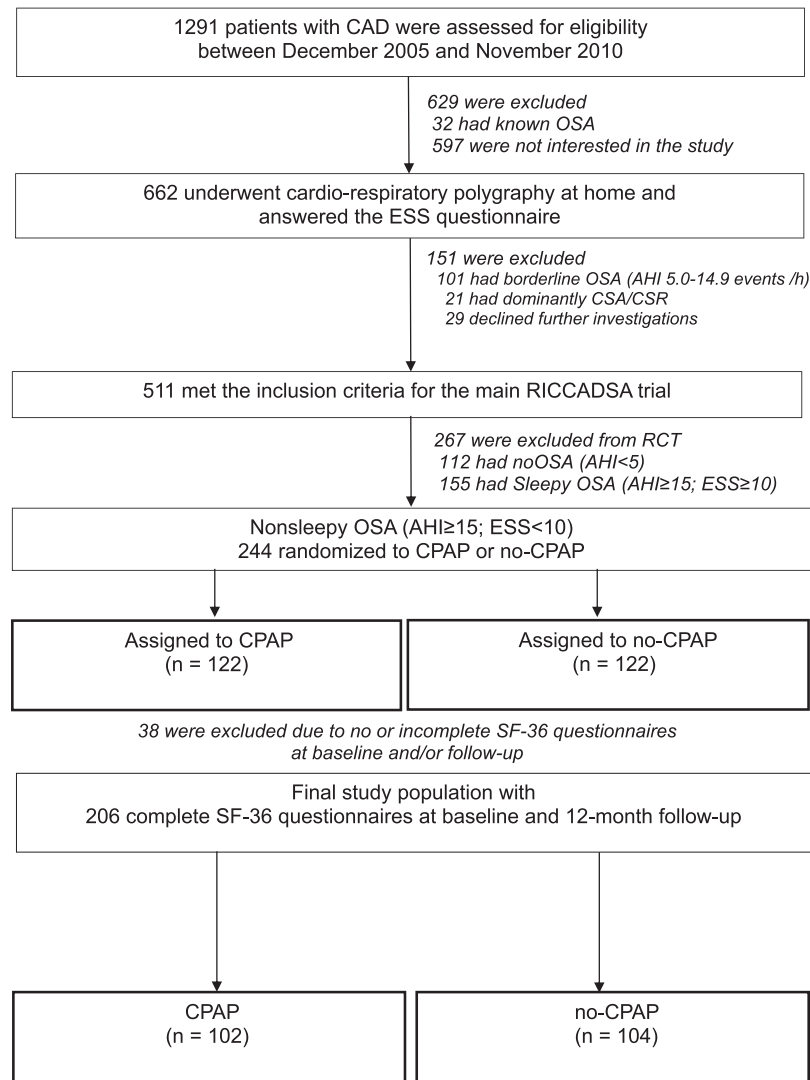 1291 patients with CAD were assessed for eligibility
between December 2005 and November 2010
629 were excluded
32 had known OSA
597 were not interested in the study
662 underwent cardio-respiratory polygraphy at home and
answered the ESS questionnaire
151 were excluded
101 had borderline OSA (AHI 5.0-14.9 events /h)
21 had dominantly CSA/CSR
29 declined further investigations
511 met the inclusion criteria for the main RICCADSA trial
267 were excluded from RCT
112 had noOSA (AHI<5)
155 had Sleepy OSA (AHI≥15; ESS≥10)
Nonsleepy OSA (AHI≥15; ESS<10)
244 randomized to CPAP or no-CPAP
Assigned to CPAP
(n = 122)
Assigned to no-CPAP
(n = 122)
38 were excluded due to no or incomplete SF-36 questionnaires
at baseline and/or follow-up
Final study population with
206 complete SF-36 questionnaires at baseline and 12-month follow-up
CPAP
(n = 102)
no-CPAP
(n = 104)